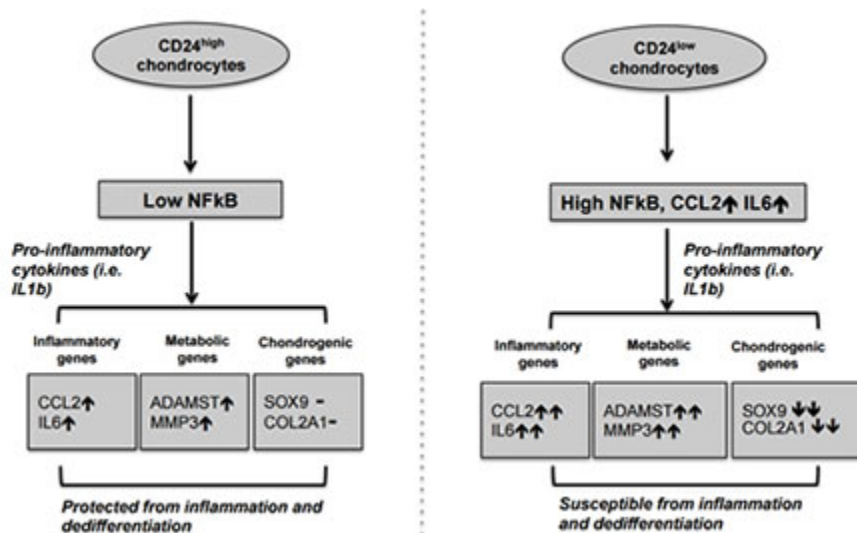 CD24high
chondrocytes
Low NFkB
Pro-inflammatory
cytokines (i.e.
IL1b)
Inflammatory
genes
Metabolic
genes
Chondrogenic
genes
CCL2↑
IL6↑
ADAMST↑
MMP3↑
SOX9 -
COL2A1-
Protected from inflammation and
dedifferentiation
CD24low
chondrocytes
High NFkB, CCL2↑ IL6↑
Pro-inflammatory
cytokines (i.e.
IL1b)
Inflammatory
genes
Metabolic
genes
Chondrogenic
genes
CCL2↑↑
IL6↑↑
ADAMST↑↑
MMP3↑↑
SOX9 ↓↓
COL2A1 ↓↓
Susceptible from inflammation
and dedifferentiation